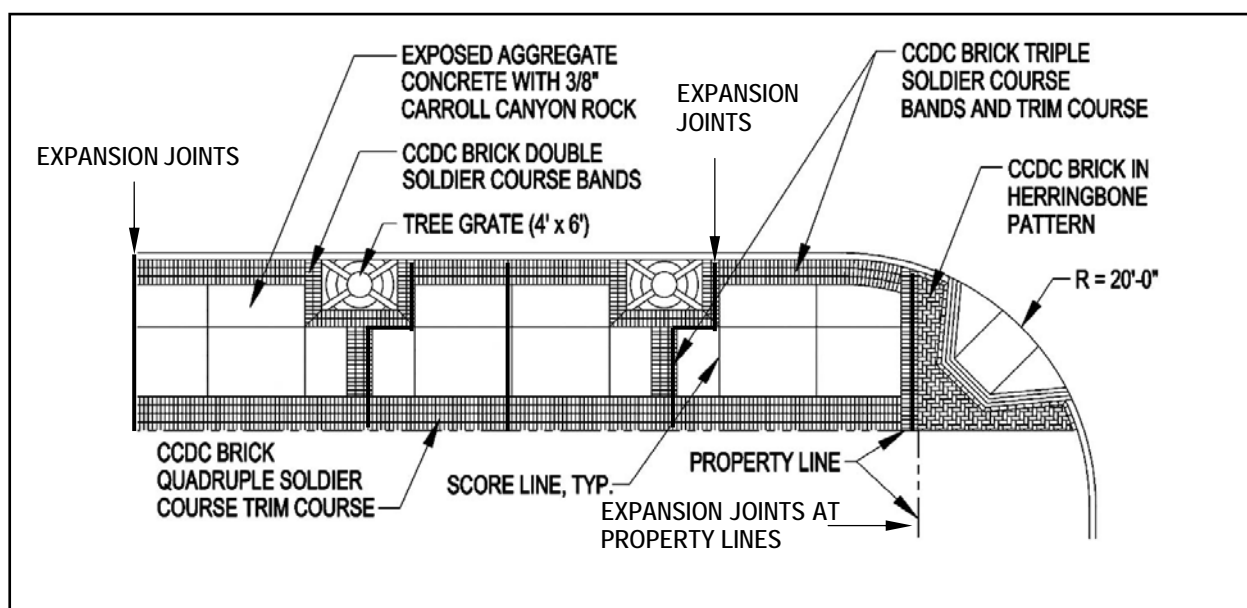 EXPOSED AGGREGATE
CONCRETE WITH 3/8"
CARROLL CANYON ROCK
EXPANSION
JOINTS
CCDC BRICK TRIPLE
SOLDIER COURSE
BANDS AND TRIM COURSE
EXPANSION JOINTS
CCDC BRICK DOUBLE
SOLDIER COURSE BANDS
CCDC BRICK IN
HERRINGBONE
PATTERN
TREE GRATE (4' x 6')
R = 20'-0"
CCDC BRICK
QUADRUPLE SOLDIER
COURSE TRIM COURSE
SCORE LINE, TYP.
PROPERTY LINE
EXPANSION JOINTS AT
PROPERTY LINES